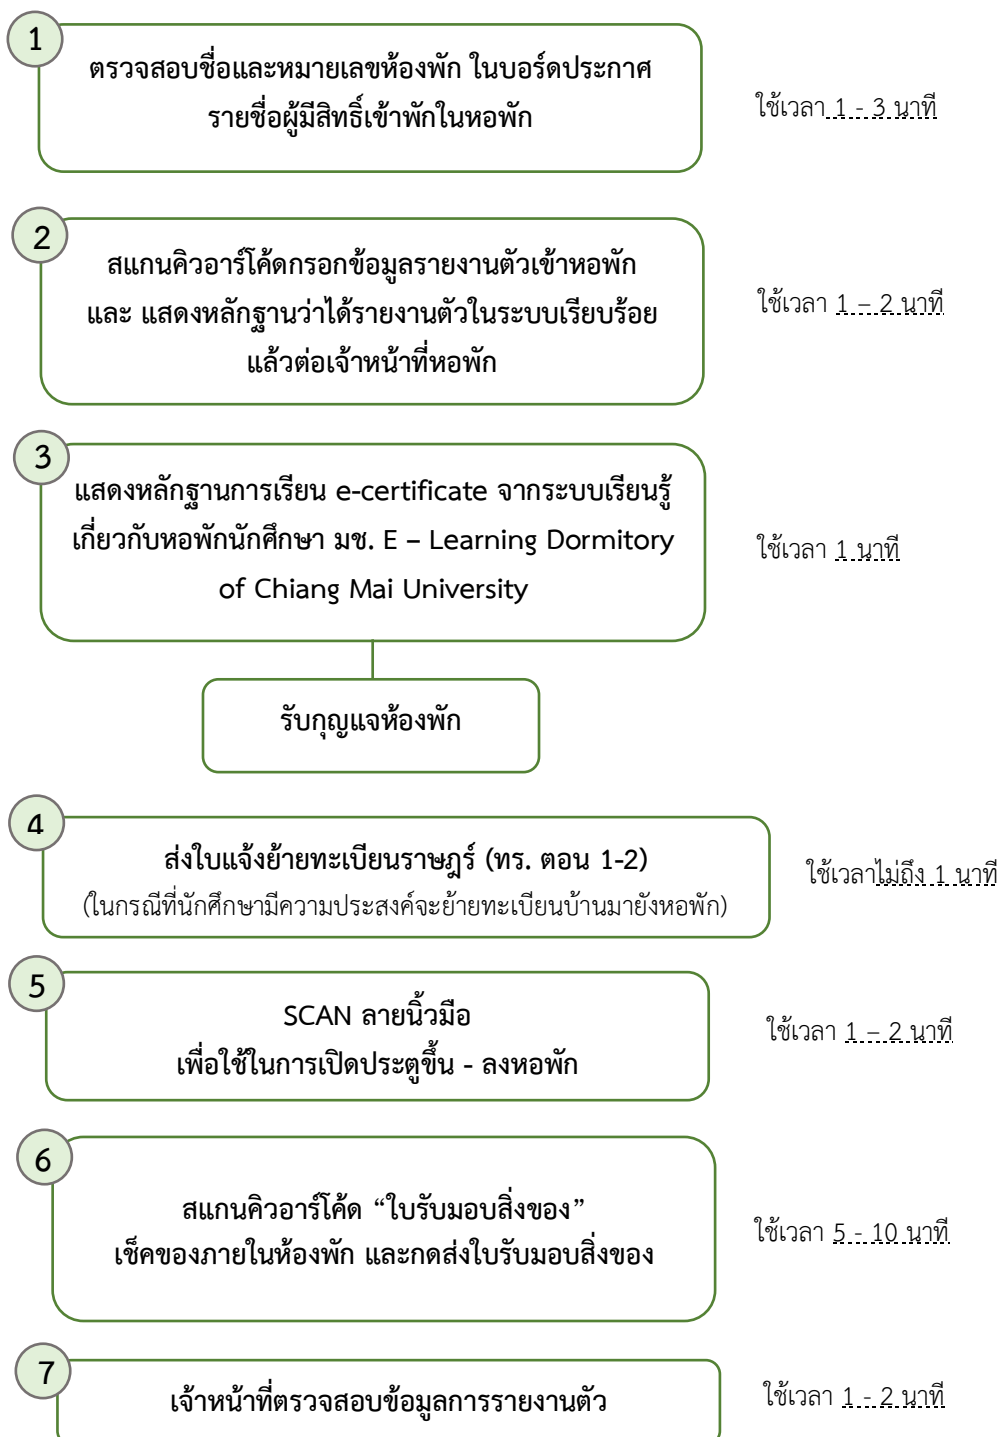 1
ตรวจสอบชื่อและหมายเลขห้องพัก ในบอร์ดประกาศ
รายชื่อผู้มีสิทธิ์เข้าพักในหอพัก
ใช้เวลา 1 - 3 นาที
2
สแกนคิวอาร์โค้ดกรอกข้อมูลรายงานตัวเข้าหอพัก
และ แสดงหลักฐานว่าได้รายงานตัวในระบบเรียบร้อย
แล้วต่อเจ้าหน้าที่หอพัก
ใช้เวลา 1 – 2 นาที
3
แสดงหลักฐานการเรียน e-certificate จากระบบเรียนรู้
เกี่ยวกับหอพักนักศึกษา มช. E – Learning Dormitory
of Chiang Mai University
ใช้เวลา 1 นาที
รับกุญแจห้องพัก
4
ส่งใบแจ้งย้ายทะเบียนราษฎร์ (ทร. ตอน 1-2)
(ในกรณีที่นักศึกษามีความประสงค์จะย้ายทะเบียนบ้านมายังหอพัก)
ใช้เวลาไม่ถึง 1 นาที
5
SCAN ลายนิ้วมือ
เพื่อใช้ในการเปิดประตูขึ้น - ลงหอพัก
ใช้เวลา 1 – 2 นาที
6
สแกนคิวอาร์โค้ด “ใบรับมอบสิ่งของ”
เช็คของภายในห้องพัก และกดส่งใบรับมอบสิ่งของ
ใช้เวลา 5 - 10 นาที
7
เจ้าหน้าที่ตรวจสอบข้อมูลการรายงานตัว
ใช้เวลา 1 - 2 นาที